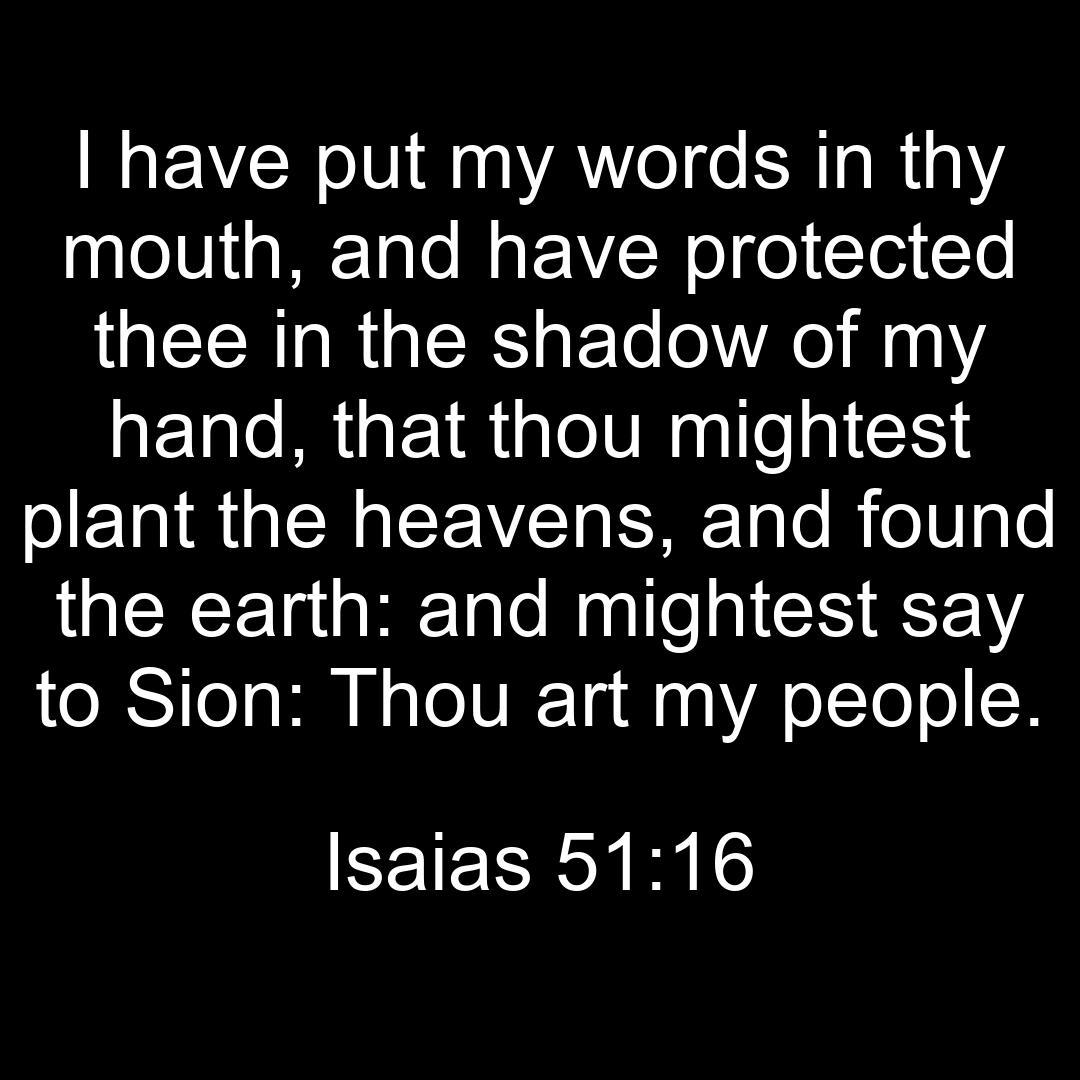 I have put my words in thy
mouth, and have protected
thee in the shadow of my
hand, that thou mightest
plant the heavens, and found
the earth: and mightest say
to Sion: Thou art my people.
Isaias 51:16